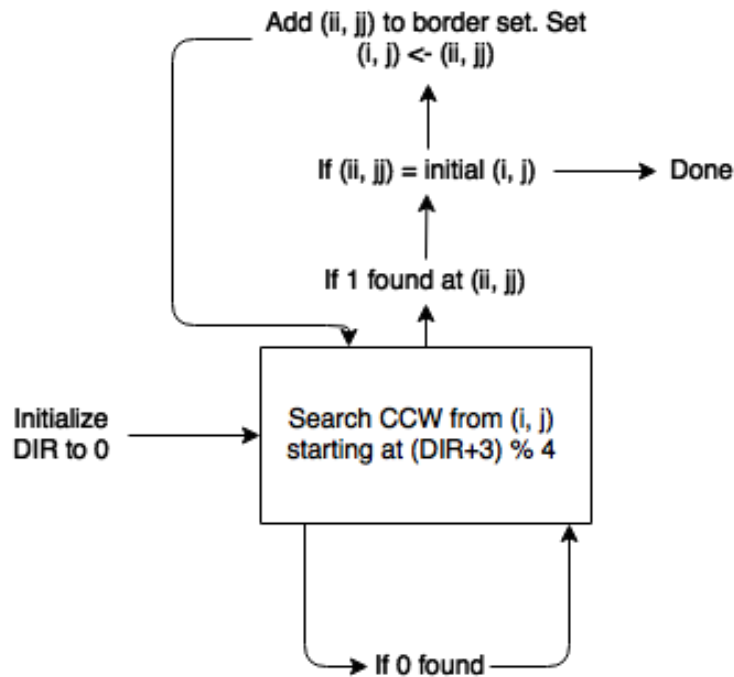 Add (ii, jj) to border set. Set
(i, j) <- (ii, jj)
If (ii, jj) = initial (i, j)
Done
If 1 found at (ii, jj)
Initialize
DIR to 0
Search CCW from (i, j)
starting at (DIR+3) % 4
If 0 found